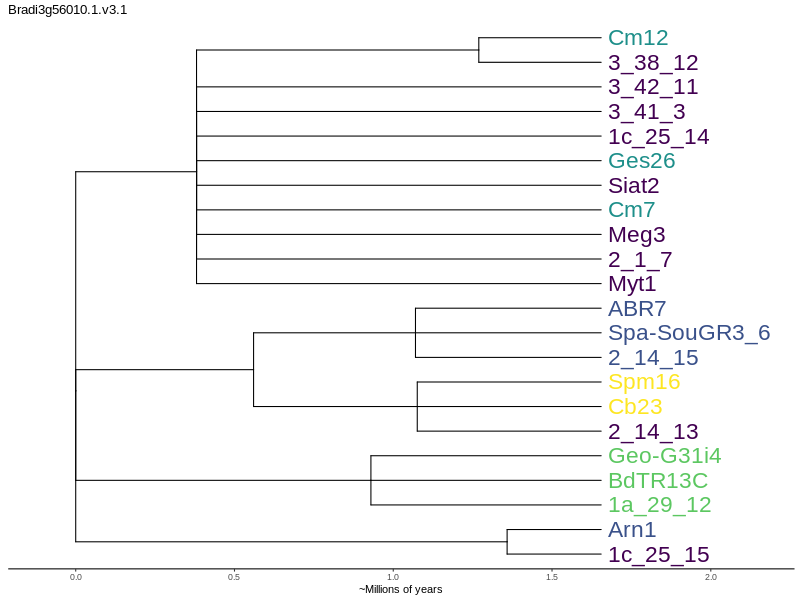 Bradi3g56010.1.v3.1
Cm12
3_38_12
3_42_11
3_41_3
1c_25_14
Ges26
Siat2
Cm7
Meg3
2_1_7
Myt1
ABR7
Spa-SouGR3_6
2_14_15
Spm16
Cb23
2_14_13
Geo-G31i4
BdTR13C
1a_29_12
Arn1
1c_25_15
0.0 0.5 1.0 1.5 2.0
~Millions of years